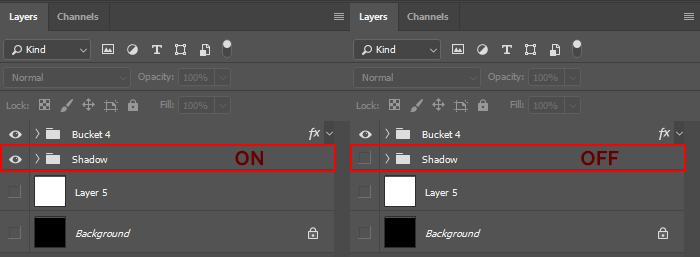 Layers Channels
Kind
Normal Opacity: 100%
Lock: Fill: 100%
Bucket 4 fx
Shadow ON
Layer 5
Background
Layers Channels
Kind
Normal Opacity: 100%
Lock: Fill: 100%
Bucket 4 fx
Shadow OFF
Layer 5
Background